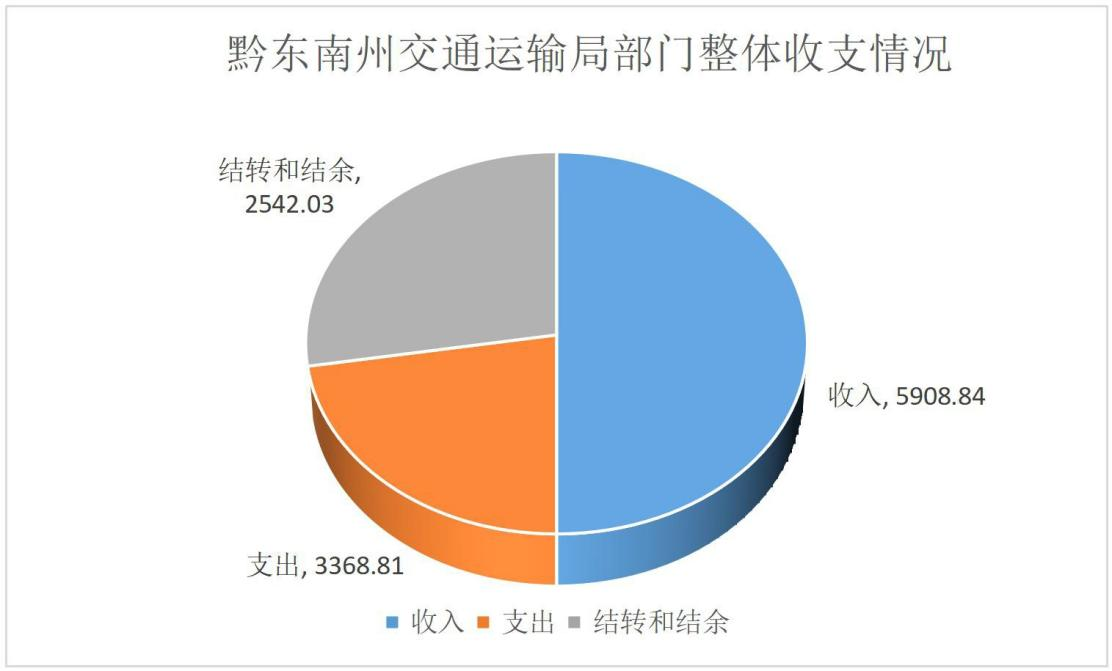 黔东南州交通运输局部门整体收支情况
结转和结余,
2542.03
收入, 5908.84
支出, 3368.81
收入 支出 结转和结余